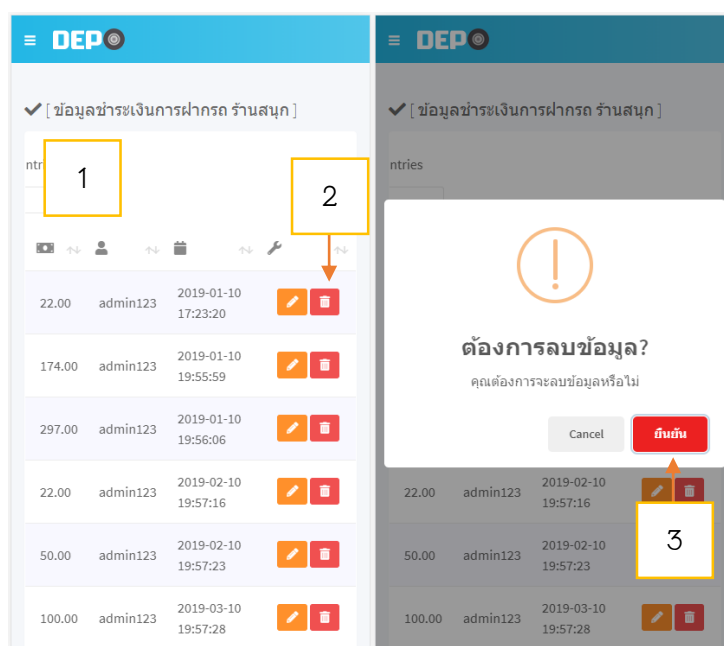 DEPO
✔ [ ข้อมูลชำระเงินการฝากรถ ร้านสนุก ]
ntr
1
2
22.00 admin123 2019-01-10
17:23:20
174.00 admin123 2019-01-10
19:55:59
297.00 admin123 2019-01-10
19:56:06
22.00 admin123 2019-02-10
19:57:16
50.00 admin123 2019-02-10
19:57:23
100.00 admin123 2019-03-10
19:57:28
DEPO
✔ [ ข้อมูลชำระเงินการฝากรถ ร้านสนุก ]
ntries
ต้องการลบข้อมูล?
คุณต้องการจะลบข้อมูลหรือไม่
Cancel ยืนยัน
22.00 admin123 2019-02-10
19:57:16
3
50.00 admin123 2019-02-10
19:57:23
100.00 admin123 2019-03-10
19:57:28